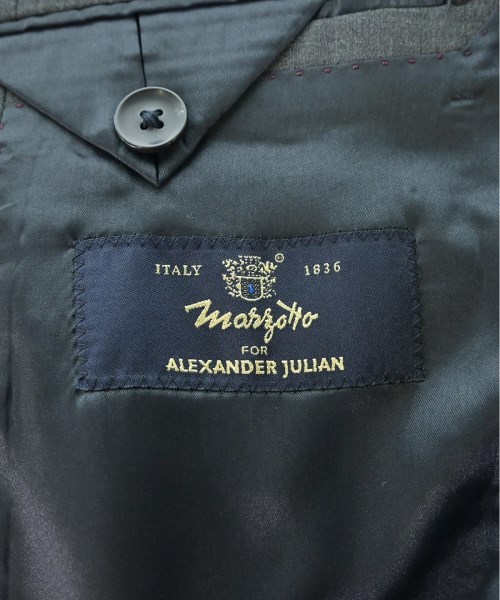 ITALY 1836
Marzotto
FOR
ALEXANDER JULIAN